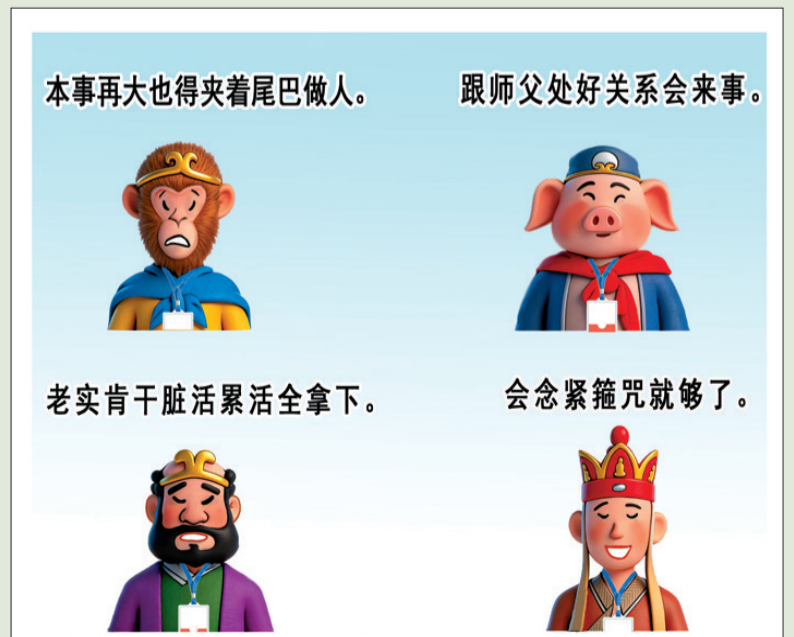 本事再大也得夹着尾巴做人。
跟师父处好关系会来事。
老实肯干脏活累活全拿下。
会念紧箍咒就够了。